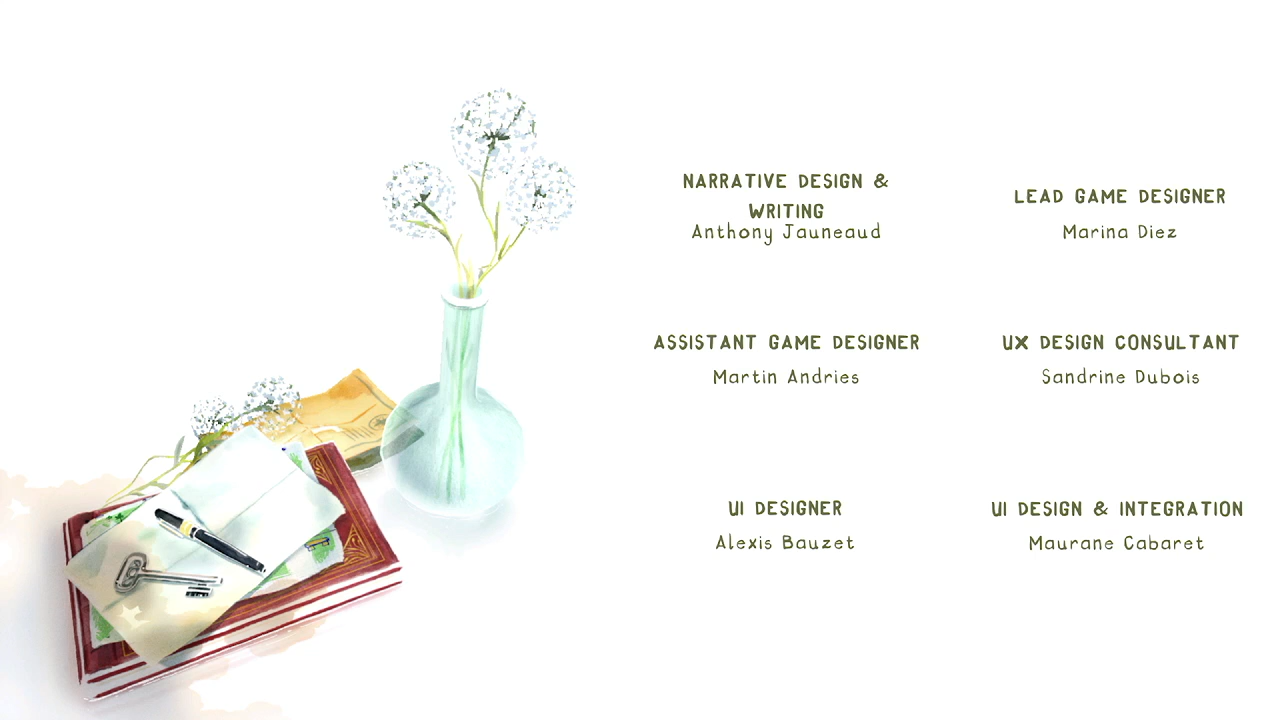 NARRATIVE DESIGN &
WRITING
Anthony Jauneaud
LEAD GAME DESIGNER
Marina Diez
ASSISTANT GAME DESIGNER
Martin Andries
UX DESIGN CONSULTANT
Sandrine Dubois
UI DESIGNER
Alexis Bauzet
UI DESIGN & INTEGRATION
Maurane Cabaret